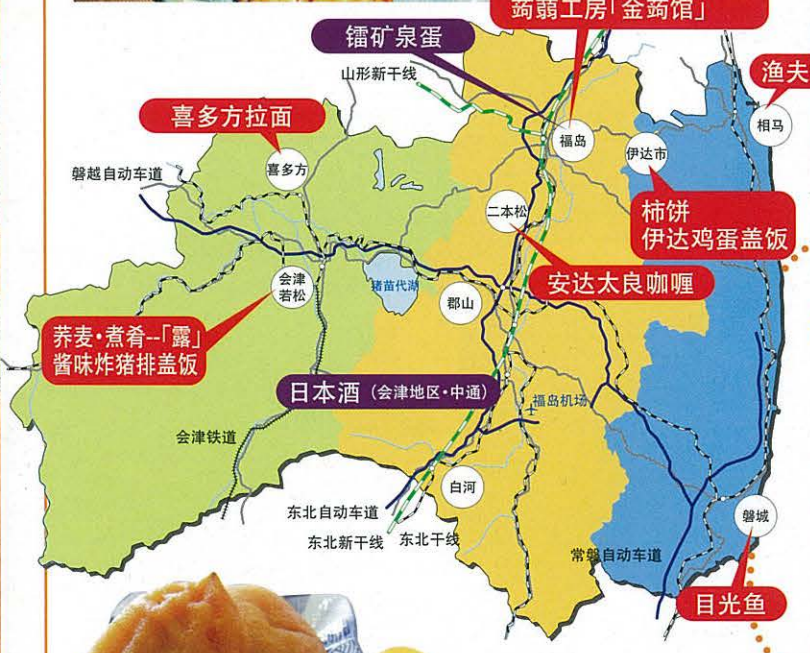 蒟蒻工房「金蒟馆」
镭矿泉蛋
渔夫
山形新干线
喜多方拉面
相马
福岛
伊达市
喜多方
磐越自动车道
二本松
柿饼
伊达鸡蛋盖饭
会津
若松
猪苗代湖
郡山
安达太良咖喱
荞麦·煮肴--「露」
酱味炸猪排盖饭
日本酒（会津地区·中通）
福岛机场
会津铁道
白河
东北自动车道
东北新干线
东北干线
磐城
常磐自动车道
目光鱼